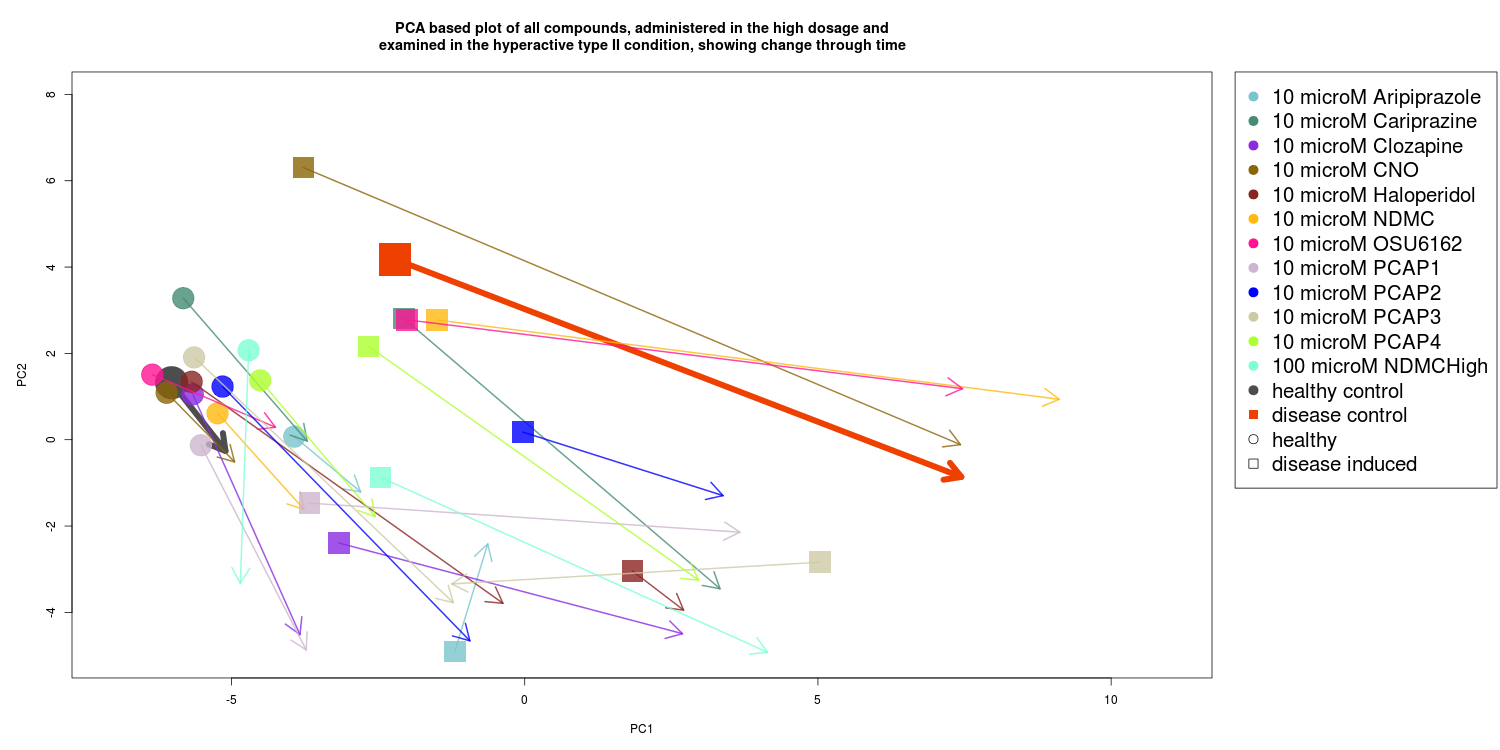 PCA based plot of all compounds, administered in the high dosage and
examined in the hyperactive type II condition, showing change through time
8
6
4
2
0
-2
-4
PC2
-5
0
5
10
PC1
10 microM Aripiprazole
10 microM Cariprazine
10 microM Clozapine
10 microM CNO
10 microM Haloperidol
10 microM NDMC
10 microM OSU6162
10 microM PCAP1
10 microM PCAP2
10 microM PCAP3
10 microM PCAP4
100 microM NDMCHigh
healthy control
disease control
healthy
disease induced